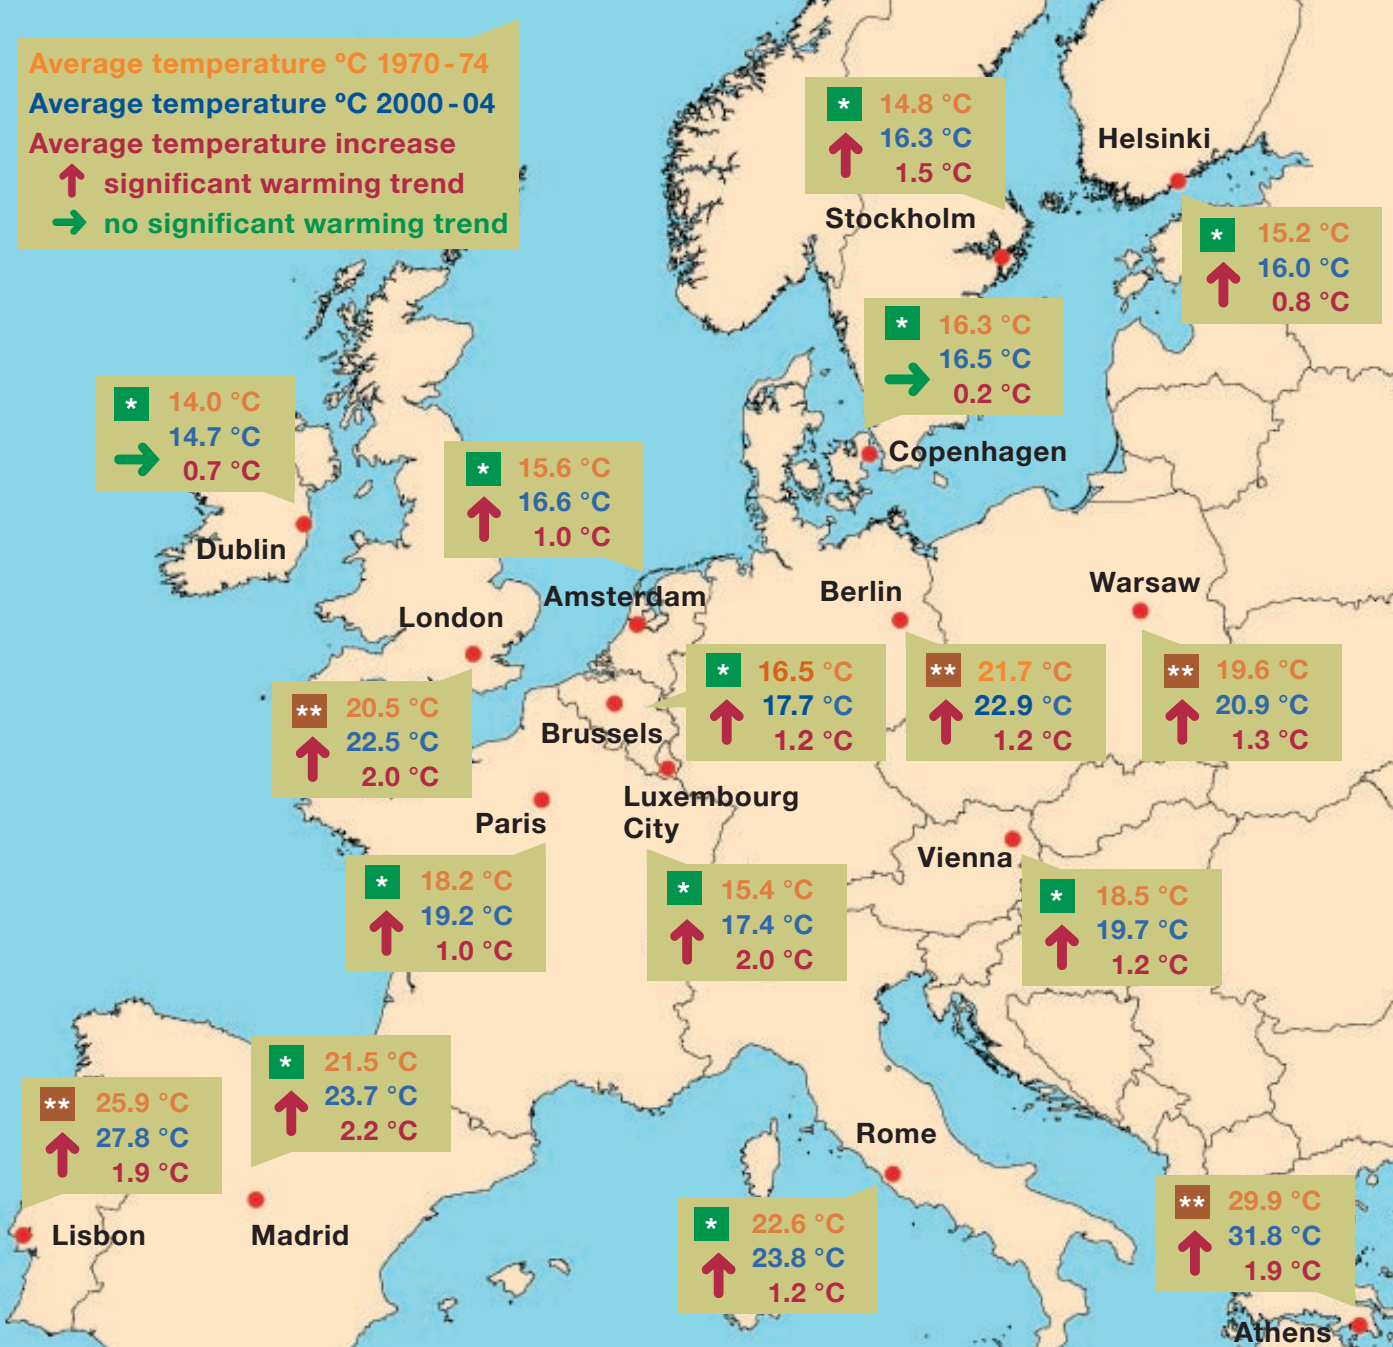 Average temperature ºC 1970-74
Average temperature ºC 2000-04
Average temperature increase
significant warming trend
no significant warming trend
* 14.8 °C
16.3 °C
1.5 °C
Stockholm
Helsinki
* 15.2 °C
16.0 °C
0.8 °C
* 16.3 °C
16.5 °C
0.2 °C
Copenhagen
* 14.0 °C
14.7 °C
0.7 °C
Dublin
* 15.6 °C
16.6 °C
1.0 °C
Amsterdam
London
** 20.5 °C
22.5 °C
2.0 °C
Berlin
** 21.7 °C
22.9 °C
1.2 °C
Warsaw
** 19.6 °C
20.9 °C
1.3 °C
Brussels
* 16.5 °C
17.7 °C
1.2 °C
Luxembourg
City
* 15.4 °C
17.4 °C
2.0 °C
Paris
* 18.2 °C
19.2 °C
1.0 °C
Vienna
* 18.5 °C
19.7 °C
1.2 °C
* 21.5 °C
23.7 °C
2.2 °C
Madrid
** 25.9 °C
27.8 °C
1.9 °C
Lisbon
Rome
* 22.6 °C
23.8 °C
1.2 °C
** 29.9 °C
31.8 °C
1.9 °C
Athens